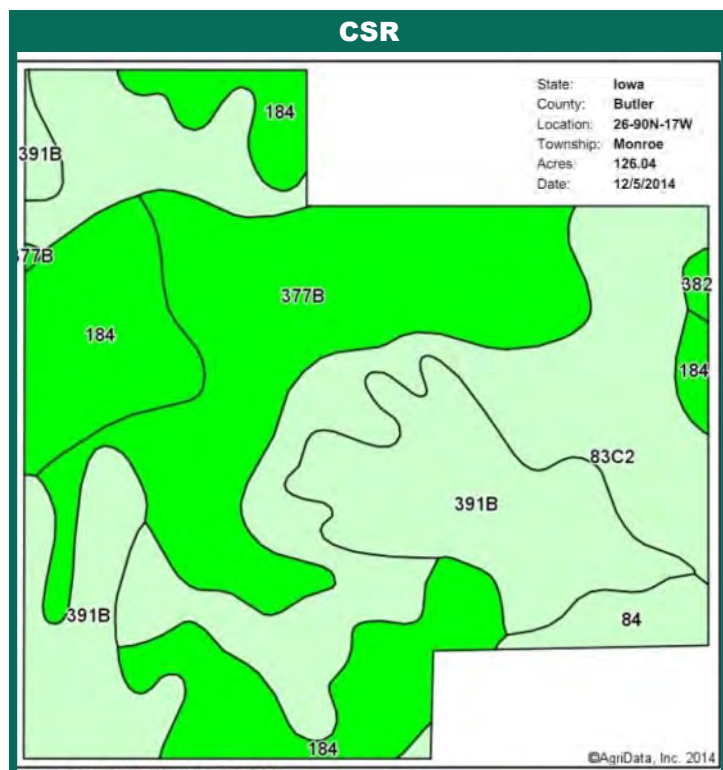 CSR
State: Iowa
County: Butler
Location: 26-90N-17W
Township: Monroe
Acres: 126.04
Date: 12/5/2014
184
391B
377B
377B
382
184
184
83C2
391B
391B
84
184
©AgriData, Inc. 2014